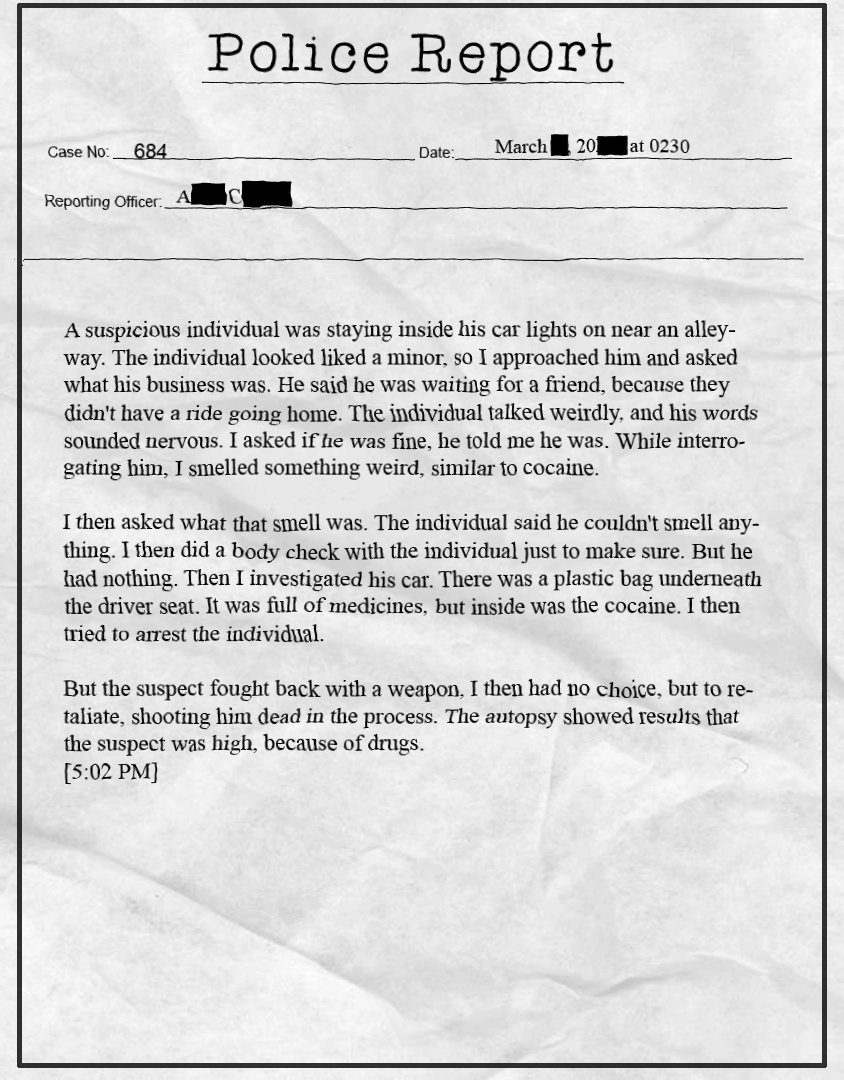 Police Report
Case No: 684
Date: March , 20 at 0230
Reporting Officer: A C
A suspicious individual was staying inside his car lights on near an alley-
way. The individual looked liked a minor, so I approached him and asked
what his business was. He said he was waiting for a friend, because they
didn't have a ride going home. The individual talked weirdly, and his words
sounded nervous. I asked if he was fine, he told me he was. While interro-
gating him, I smelled something weird, similar to cocaine.
I then asked what that smell was. The individual said he couldn't smell any-
thing. I then did a body check with the individual just to make sure. But he
had nothing. Then I investigated his car. There was a plastic bag underneath
the driver seat. It was full of medicines, but inside was the cocaine. I then
tried to arrest the individual.
But the suspect fought back with a weapon, I then had no choice, but to re-
taliate, shooting him dead in the process. The autopsy showed results that
the suspect was high, because of drugs.
[5:02 PM]